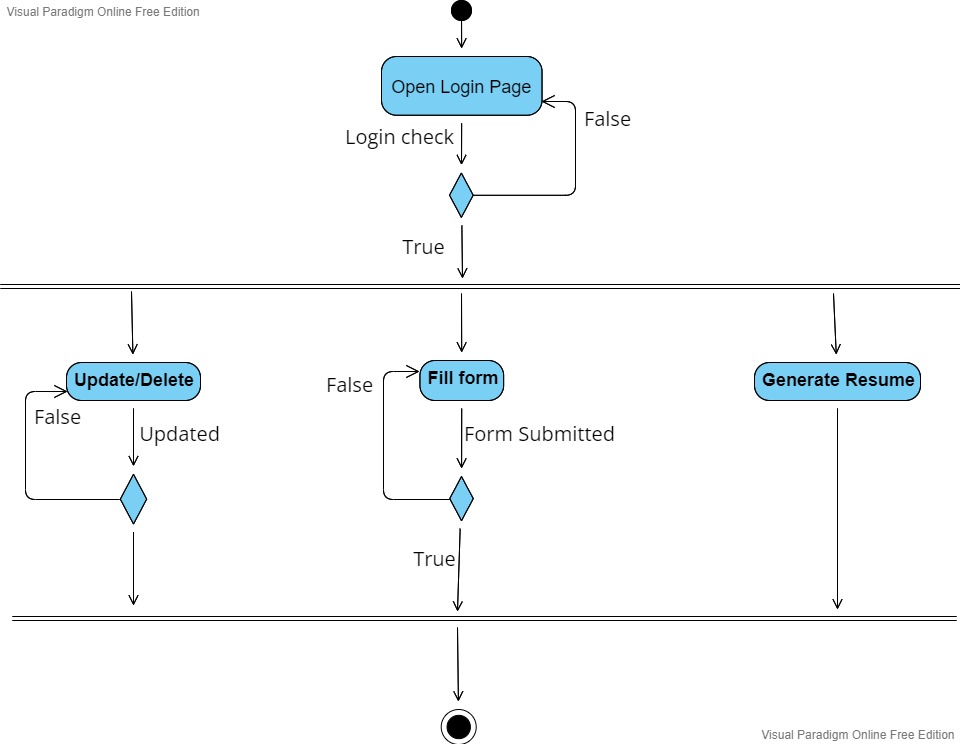 Visual Paradigm Online Free Edition
Open Login Page
False
Login check
True
Update/Delete
False
Updated
Fill form
False
Form Submitted
True
Generate Resume
Visual Paradigm Online Free Edition